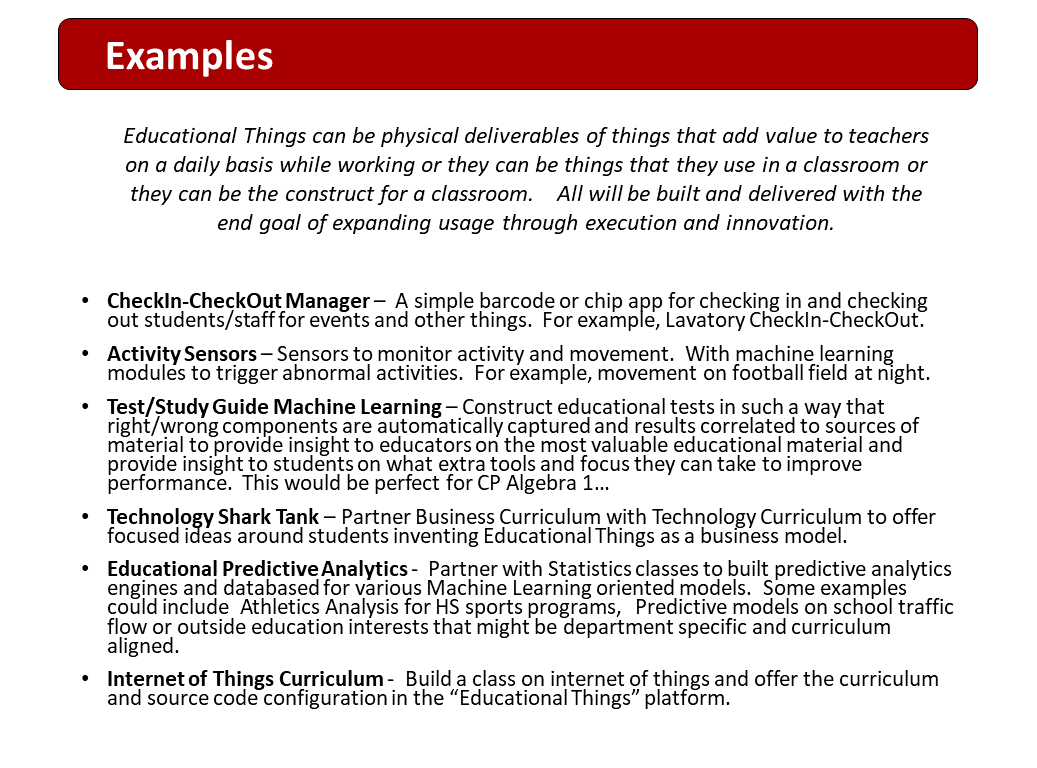 Examples
Educational Things can be physical deliverables of things that add value to teachers
on a daily basis while working or they can be things that they use in a classroom or
they can be the construct for a classroom.    All will be built and delivered with the
end goal of expanding usage through execution and innovation.
• CheckIn-CheckOut Manager –  A simple barcode or chip app for checking in and checking
out students/staff for events and other things.  For example, Lavatory CheckIn-CheckOut.
• Activity Sensors – Sensors to monitor activity and movement.  With machine learning
modules to trigger abnormal activities.  For example, movement on football field at night.
• Test/Study Guide Machine Learning – Construct educational tests in such a way that
right/wrong components are automatically captured and results correlated to sources of
material to provide insight to educators on the most valuable educational material and
provide insight to students on what extra tools and focus they can take to improve
performance.  This would be perfect for CP Algebra 1…
• Technology Shark Tank – Partner Business Curriculum with Technology Curriculum to offer
focused ideas around students inventing Educational Things as a business model.
• Educational Predictive Analytics -  Partner with Statistics classes to built predictive analytics
engines and databased for various Machine Learning oriented models.  Some examples
could include  Athletics Analysis for HS sports programs,   Predictive models on school traffic
flow or outside education interests that might be department specific and curriculum
aligned.
• Internet of Things Curriculum -  Build a class on internet of things and offer the curriculum
and source code configuration in the “Educational Things” platform.